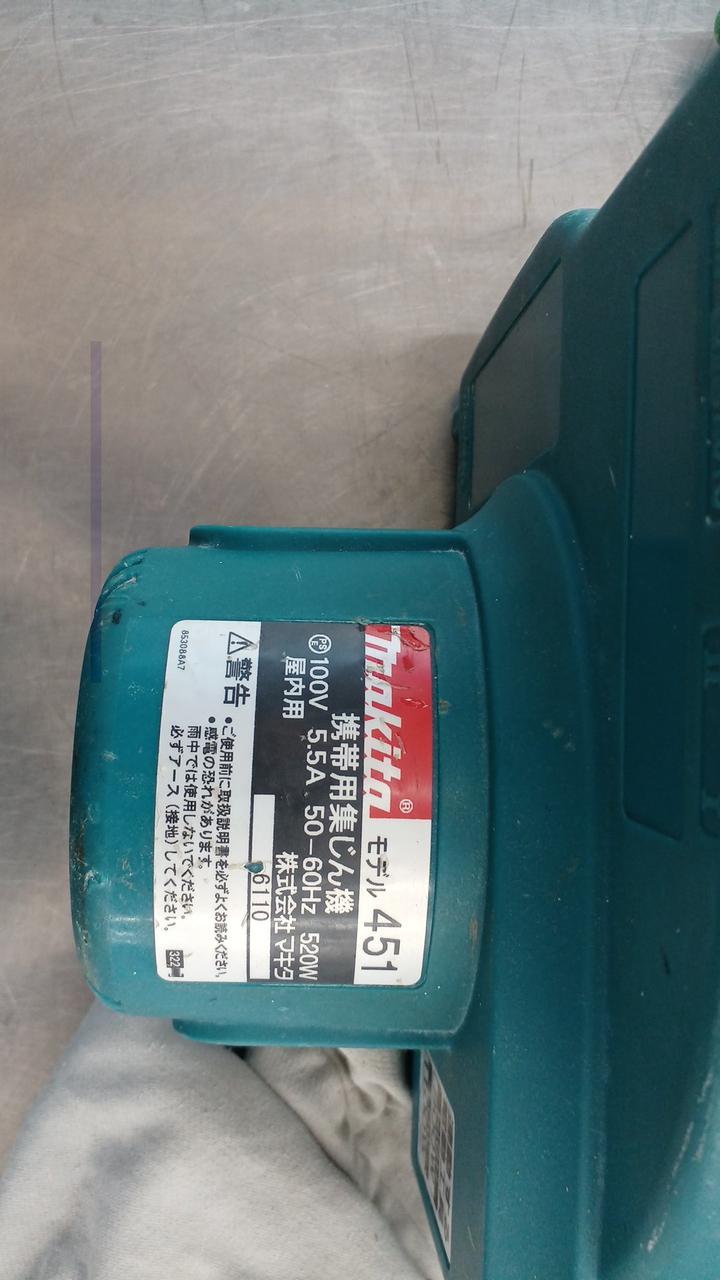 makita® モデル 451
携帯用集じん機
PSE 100V 5.5A 50-60Hz 520W
屋内用 株式会社マキタ
6110
⚠警告
●ご使用前に取扱説明書を必ずよくお読みください。
●感電の恐れがあります。
雨中では使用しないでください。
必ずアース(接地)してください。
853088A7
322